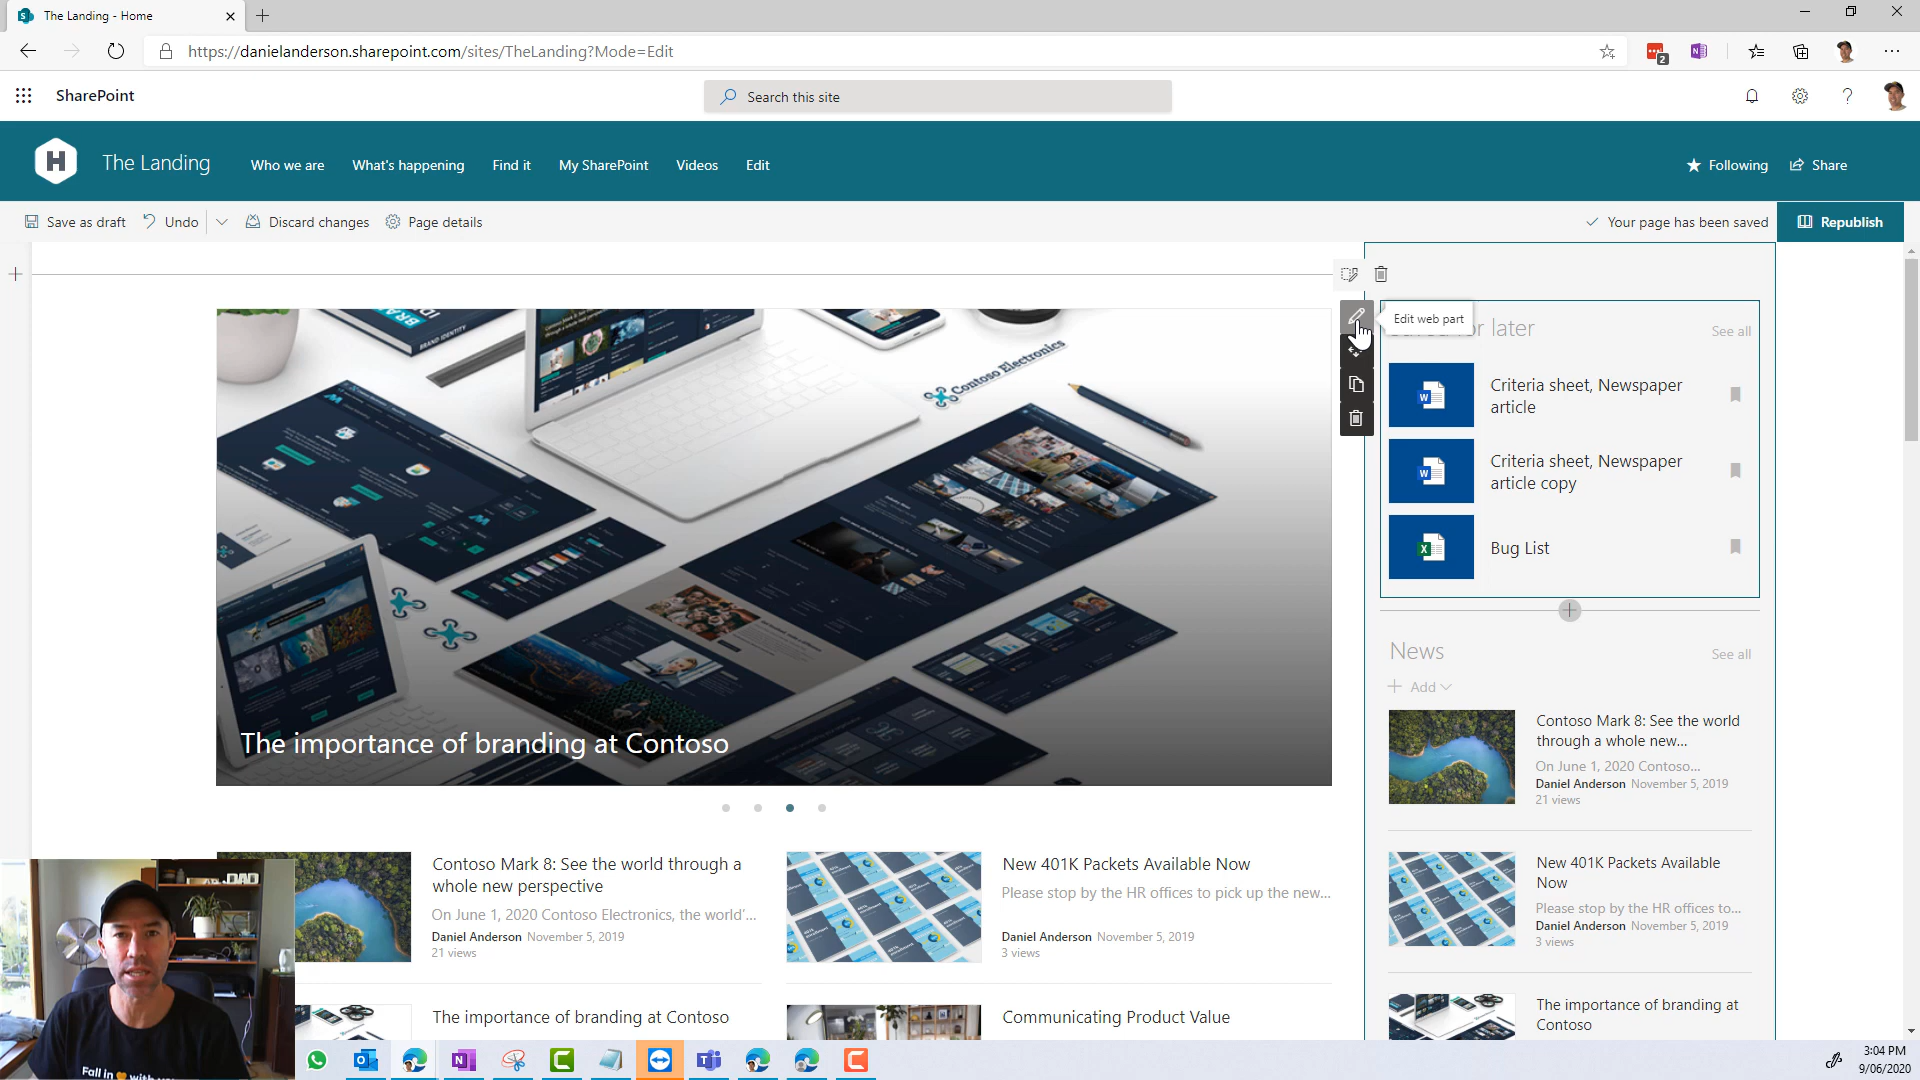 The Landing - Home
https://danielanderson.sharepoint.com/sites/TheLanding?Mode=Edit
2
SharePoint
Search this site
H
The Landing
Who we are
What's happening
Find it
My SharePoint
Videos
Edit
Following
Share
Save as draft
Undo
Discard changes
Page details
Your page has been saved
Republish
Edit web part
or later
See all
Criteria sheet, Newspaper
article
Criteria sheet, Newspaper
article copy
Bug List
Contoso Electronics
The importance of branding at Contoso
News
See all
Add
Contoso Mark 8: See the world
through a whole new...
On June 1, 2020 Contoso...
Daniel Anderson November 5, 2019
21 views
New 401K Packets Available
Now
Please stop by the HR offices to...
Daniel Anderson November 5, 2019
3 views
The importance of branding at
Contoso
Contoso Mark 8: See the world through a
whole new perspective
On June 1, 2020 Contoso Electronics, the world'...
Daniel Anderson November 5, 2019
21 views
New 401K Packets Available Now
Please stop by the HR offices to pick up the new...
Daniel Anderson November 5, 2019
3 views
The importance of branding at Contoso
Communicating Product Value
DAD
Fall in
with
3:04 PM
9/06/2020